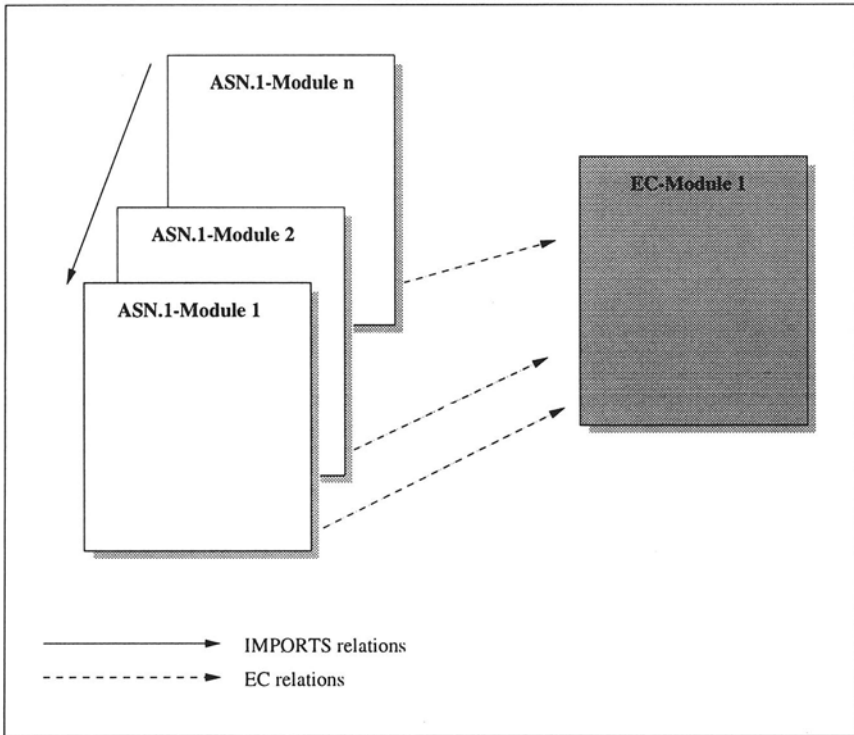 ASN.1-Module n
EC-Module 1
ASN.1-Module 2
ASN.1-Module 1
IMPORTS relations
EC relations